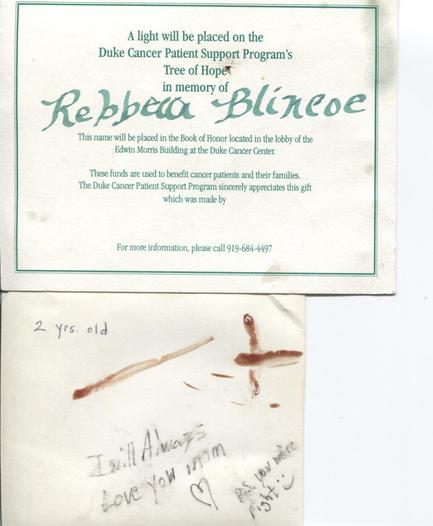 A light will be placed on the
Duke Cancer Patient Support Program's
Tree of Hope
in memory of
Rebbeca Blincoe
This name will be placed in the Book of Honor located in the lobby of the
Edwin Morris Building at the Duke Cancer Center.
These funds are used to benefit cancer patients and their families.
The Duke Cancer Patient Support Program sincerely appreciates this gift
which was made by
For more information, please call 919-684-4497
2 yrs. old
I will Always
Love you mom
P.S. you were
right :)